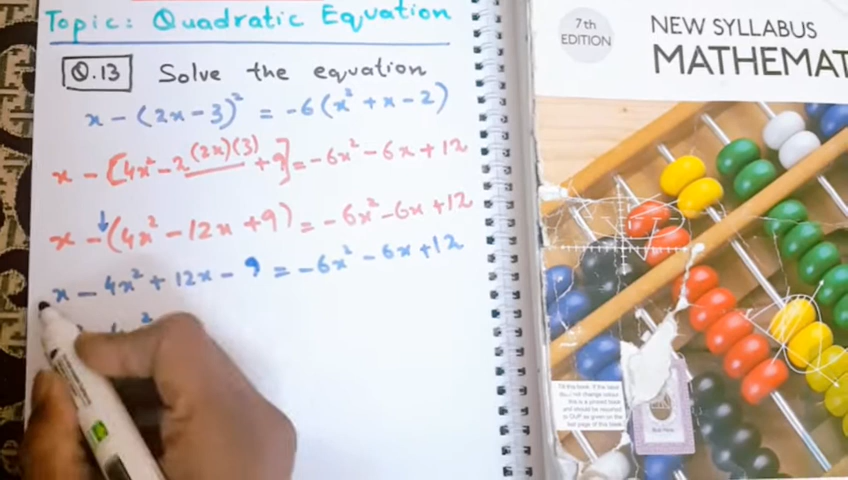 Topic: Quadratic Equation
Q.13 Solve the equation
x - (2x - 3)² = -6(x² + x - 2)
x - [4x² - 2(2x)(3) + 9] = -6x² - 6x + 12
x - (4x² - 12x + 9) = -6x² - 6x + 12
x - 4x² + 12x - 9 = -6x² - 6x + 12
7th
EDITION
NEW SYLLABUS
MATHEMAT